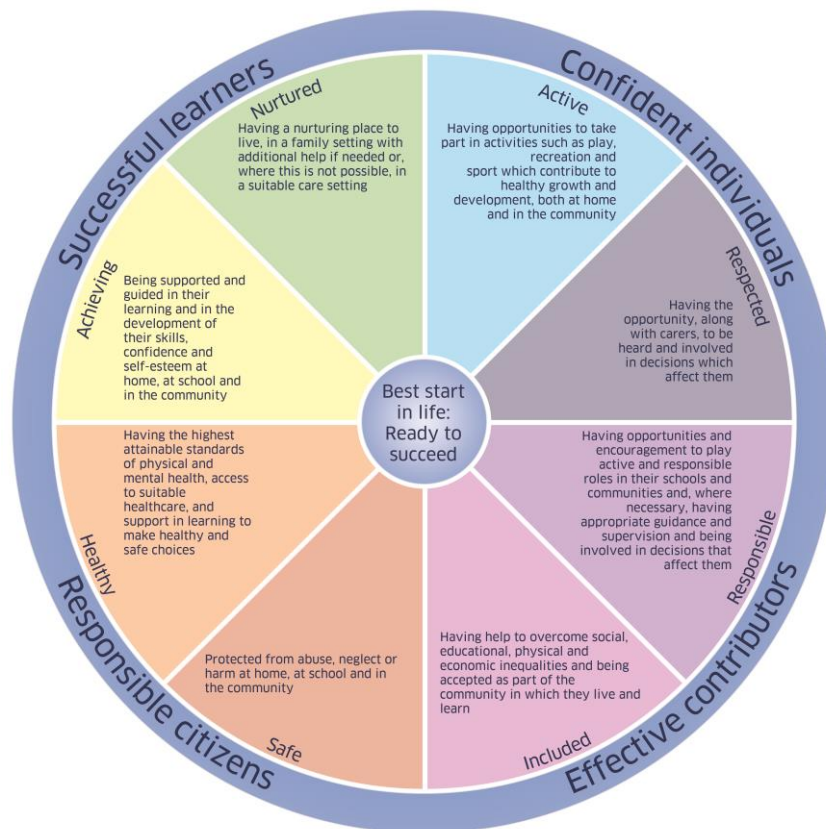 Successful learners
Confident individuals
Nurtured
Having a nurturing place to
live, in a family setting with
additional help if needed or,
where this is not possible, in
a suitable care setting
Active
Having opportunities to take
part in activities such as play,
recreation and
sport which contribute to
healthy growth and
development, both at home
and in the community
Achieving
Being supported and
guided in their
learning and in the
development of
their skills,
confidence and
self-esteem at
home, at school and
in the community
Respected
Having the
opportunity, along
with carers, to be
heard and involved
in decisions which
affect them
Best start
in life:
Ready to
succeed
Healthy
Having the highest
attainable standards
of physical and
mental health, access
to suitable
healthcare, and
support in learning to
make healthy and
safe choices
Responsible
Having opportunities and
encouragement to play
active and responsible
roles in their schools and
communities and, where
necessary, having
appropriate guidance and
supervision and being
involved in decisions that
affect them
Safe
Protected from abuse, neglect or
harm at home, at school and in
the community
Included
Having help to overcome social,
educational, physical and
economic inequalities and being
accepted as part of the
community in which they live and
learn
Responsible citizens
Effective contributors